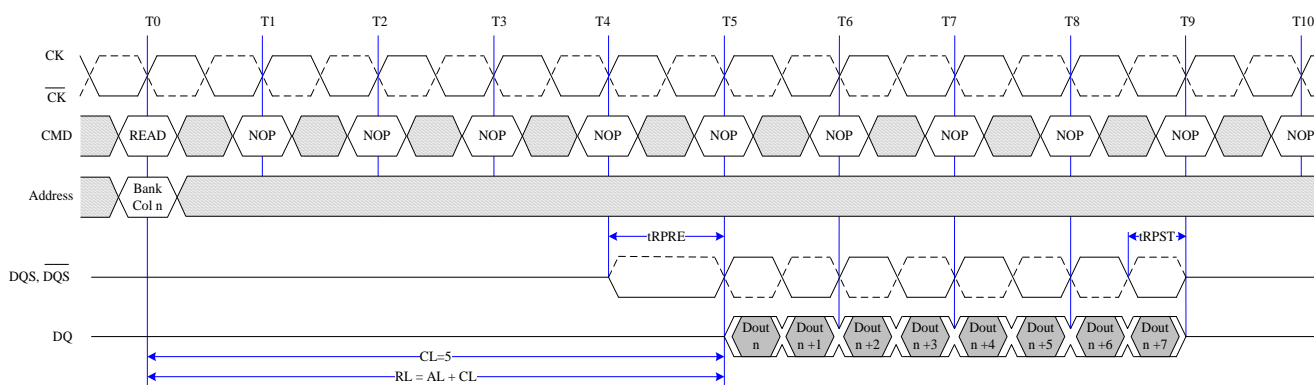 T0 T1 T2 T3 T4 T5 T6 T7 T8 T9 T10
CK
CK
CMD READ NOP NOP NOP NOP NOP NOP NOP NOP NOP NOP
Address Bank
Col n
tRPRE tRPST
DQS, DQS
DQ Dout Dout Dout Dout Dout Dout Dout Dout
n n +1 n +2 n +3 n +4 n +5 n +6 n +7
CL=5
RL = AL + CL